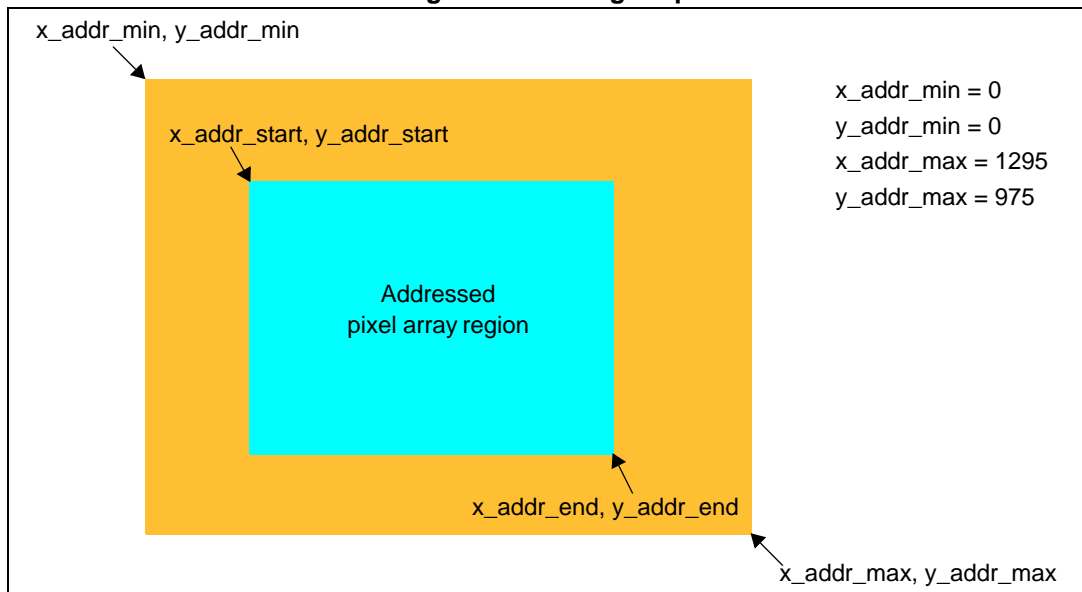 x_addr_min, y_addr_min
x_addr_min = 0
y_addr_min = 0
x_addr_max = 1295
y_addr_max = 975
x_addr_start, y_addr_start
Addressed
pixel array region
x_addr_end, y_addr_end
x_addr_max, y_addr_max